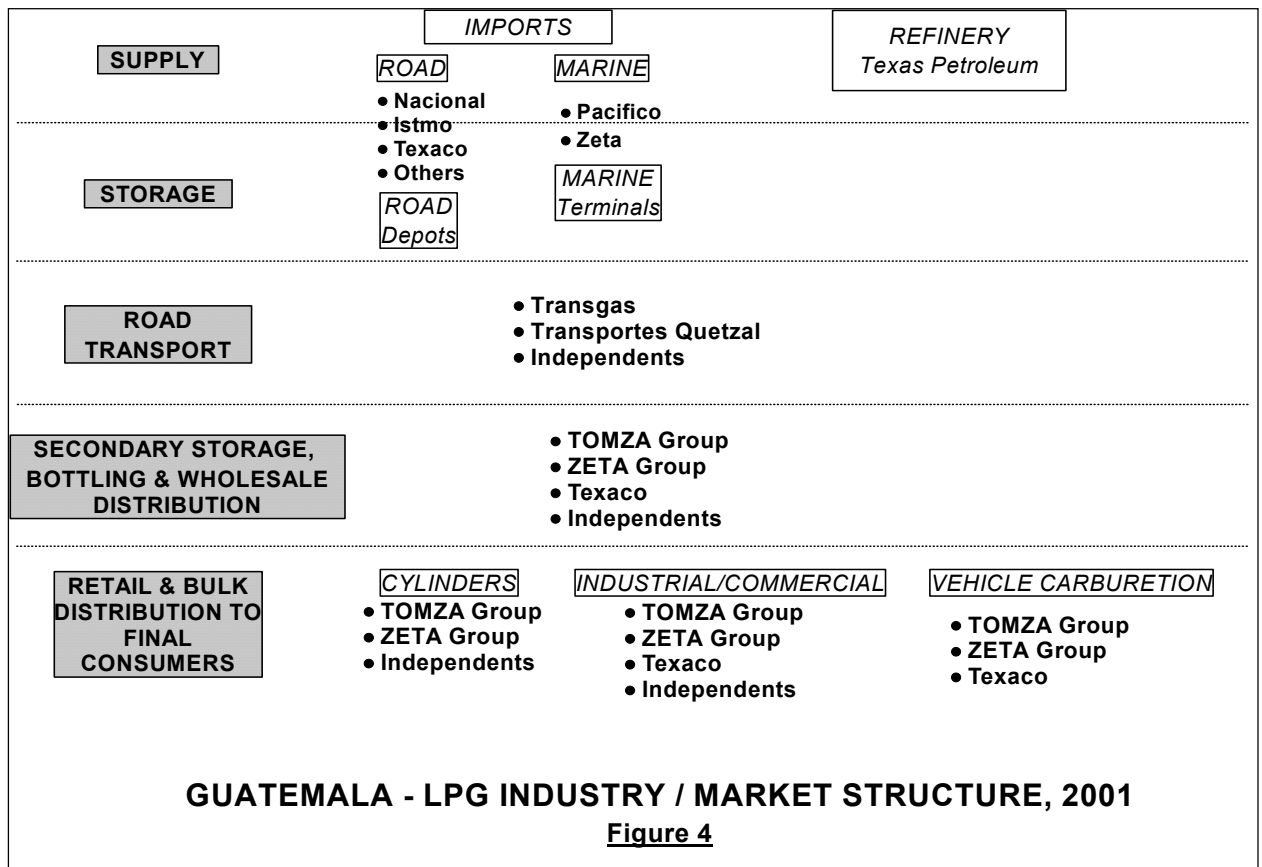 IMPORTS
REFINERY
Texas Petroleum
SUPPLY
ROAD
MARINE
• Nacional
• Istmo
• Texaco
• Others
• Pacifico
• Zeta
STORAGE
ROAD
Depots
MARINE
Terminals
ROAD
TRANSPORT
• Transgas
• Transportes Quetzal
• Independents
SECONDARY STORAGE,
BOTTLING & WHOLESALE
DISTRIBUTION
• TOMZA Group
• ZETA Group
• Texaco
• Independents
RETAIL & BULK
DISTRIBUTION TO
FINAL
CONSUMERS
CYLINDERS
• TOMZA Group
• ZETA Group
• Independents
INDUSTRIAL/COMMERCIAL
• TOMZA Group
• ZETA Group
• Texaco
• Independents
VEHICLE CARBURETION
• TOMZA Group
• ZETA Group
• Texaco
GUATEMALA - LPG INDUSTRY / MARKET STRUCTURE, 2001
Figure 4